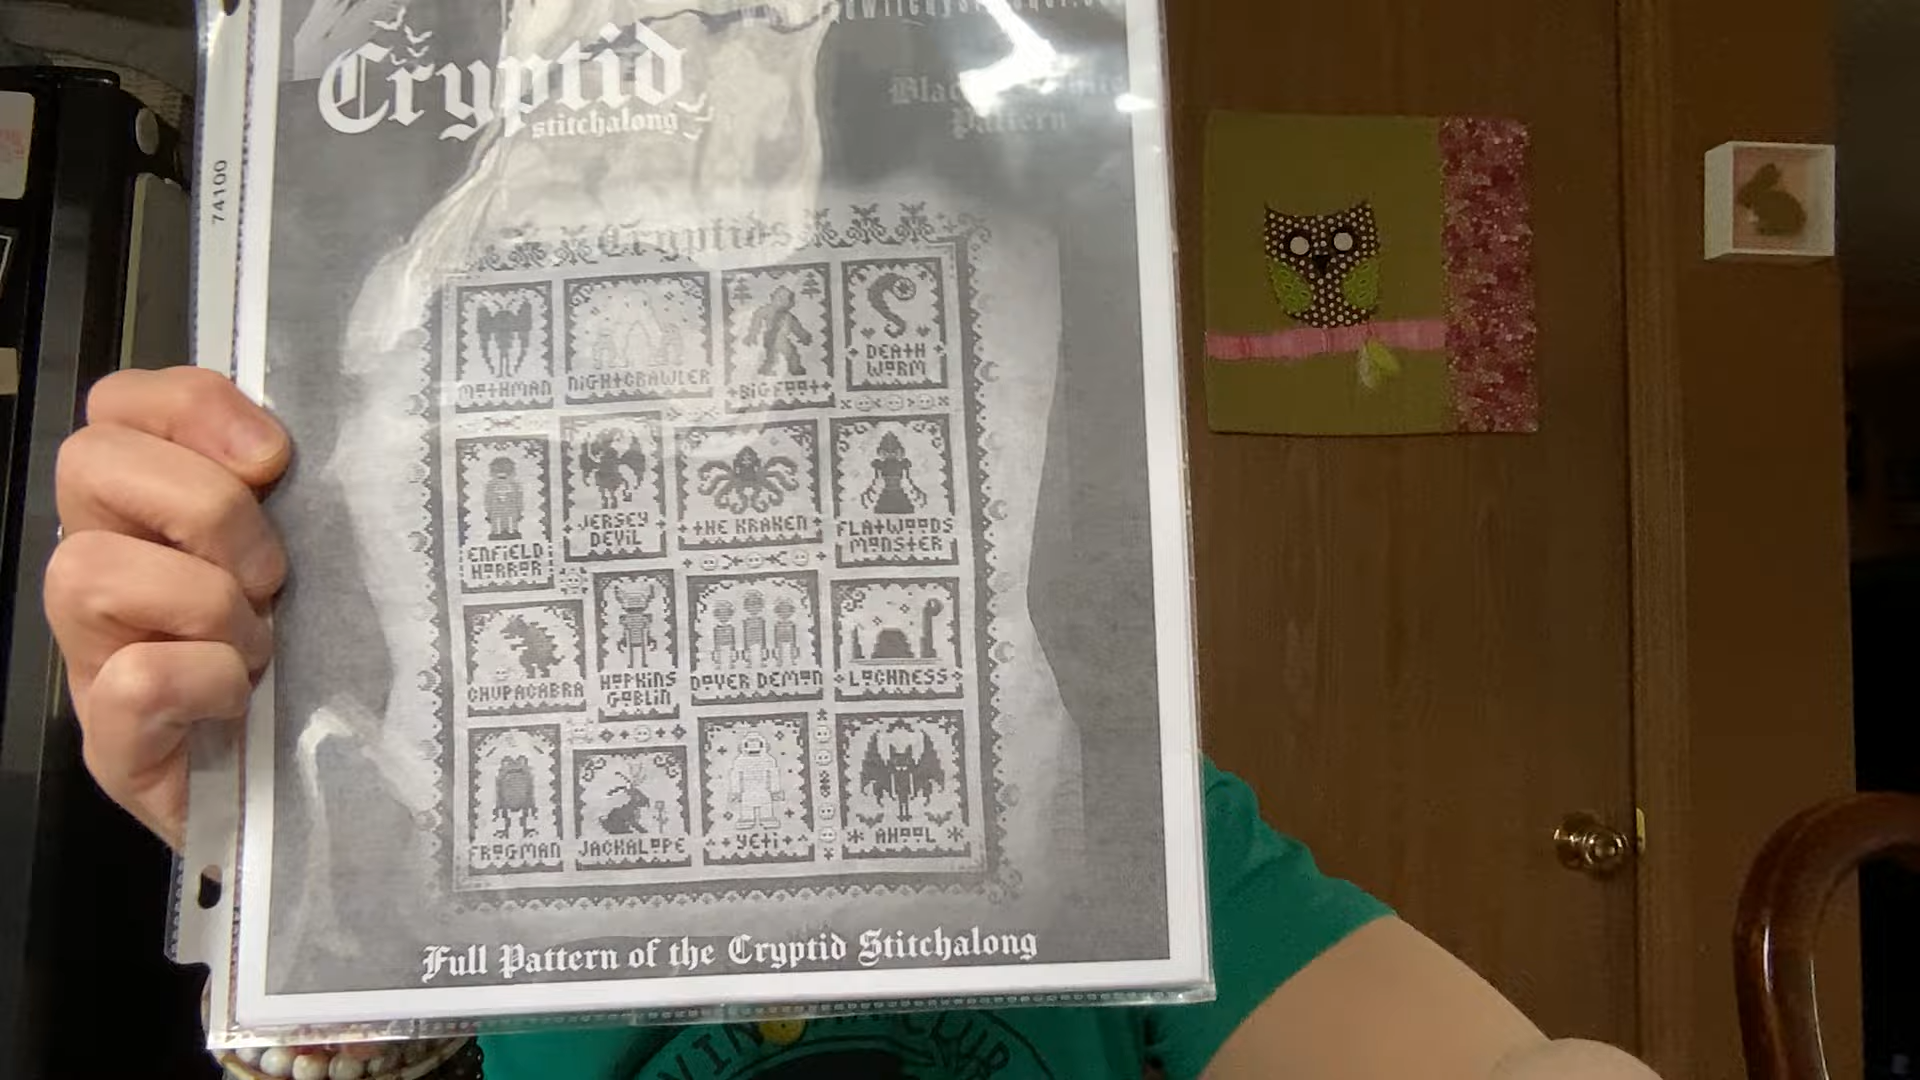 Cryptid
stitchalong
Pattern
74100
Cryptids
MOTHMAN
NIGHTCRAWLER
BIGFOOT
DEATH
WORM
ENFIELD
HORROR
JERSEY
DEVIL
THE KRAKEN
FLATWOODS
MONSTER
CHUPACABRA
HOPKINS
GOBLIN
DOVER DEMON
LOCHNESS
FROGMAN
JACKALOPE
YETI
AHOOL
Full Pattern of the Cryptid Stitchalong